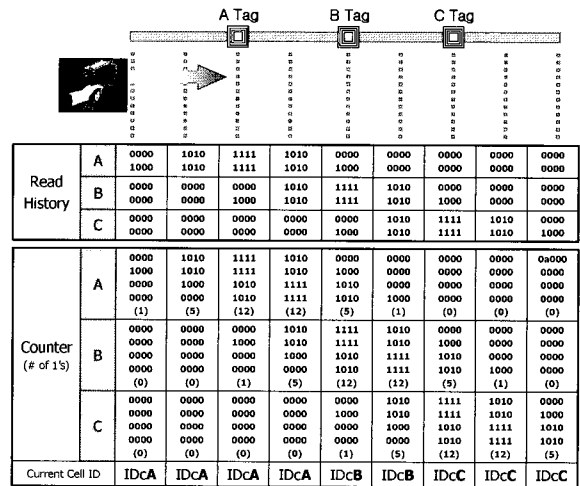 A Tag B Tag C Tag
Read History
A
0000 1010 1111 1010 0000 0000 0000 0000 0000
1000 1010 1111 1010 1000 0000 0000 0000 0000
B
0000 0000 0000 1010 1111 1010 0000 0000 0000
0000 0000 1000 1010 1111 1010 1000 0000 0000
C
0000 0000 0000 0000 0000 1010 1111 1010 0000
0000 0000 0000 0000 1000 1010 1111 1010 1000
Counter
(# of 1's)
A
0000 1010 1111 1010 0000 0000 0000 0000 0a000
1000 1010 1111 1010 1000 0000 0000 0000 0000
0000 1000 1010 1111 1010 0000 0000 0000 0000
0000 0000 1010 1111 1010 1000 0000 0000 0000
(1) (5) (12) (12) (5) (1) (0) (0) (0)
B
0000 0000 0000 1010 1111 1010 0000 0000 0000
0000 0000 1000 1010 1111 1010 1000 0000 0000
0000 0000 0000 1000 1010 1111 1010 0000 0000
0000 0000 0000 0000 1010 1111 1010 1000 0000
(0) (0) (1) (5) (12) (12) (5) (1) (0)
C
0000 0000 0000 0000 0000 1010 1111 1010 0000
0000 0000 0000 0000 1000 1010 1111 1010 1000
0000 0000 0000 0000 0000 1000 1010 1111 1010
0000 0000 0000 0000 0000 0000 1010 1111 1010
(0) (0) (0) (0) (1) (5) (12) (12) (5)
Current Cell ID IDcA IDcA IDcA IDcA IDcB IDcB IDcC IDcC IDcC